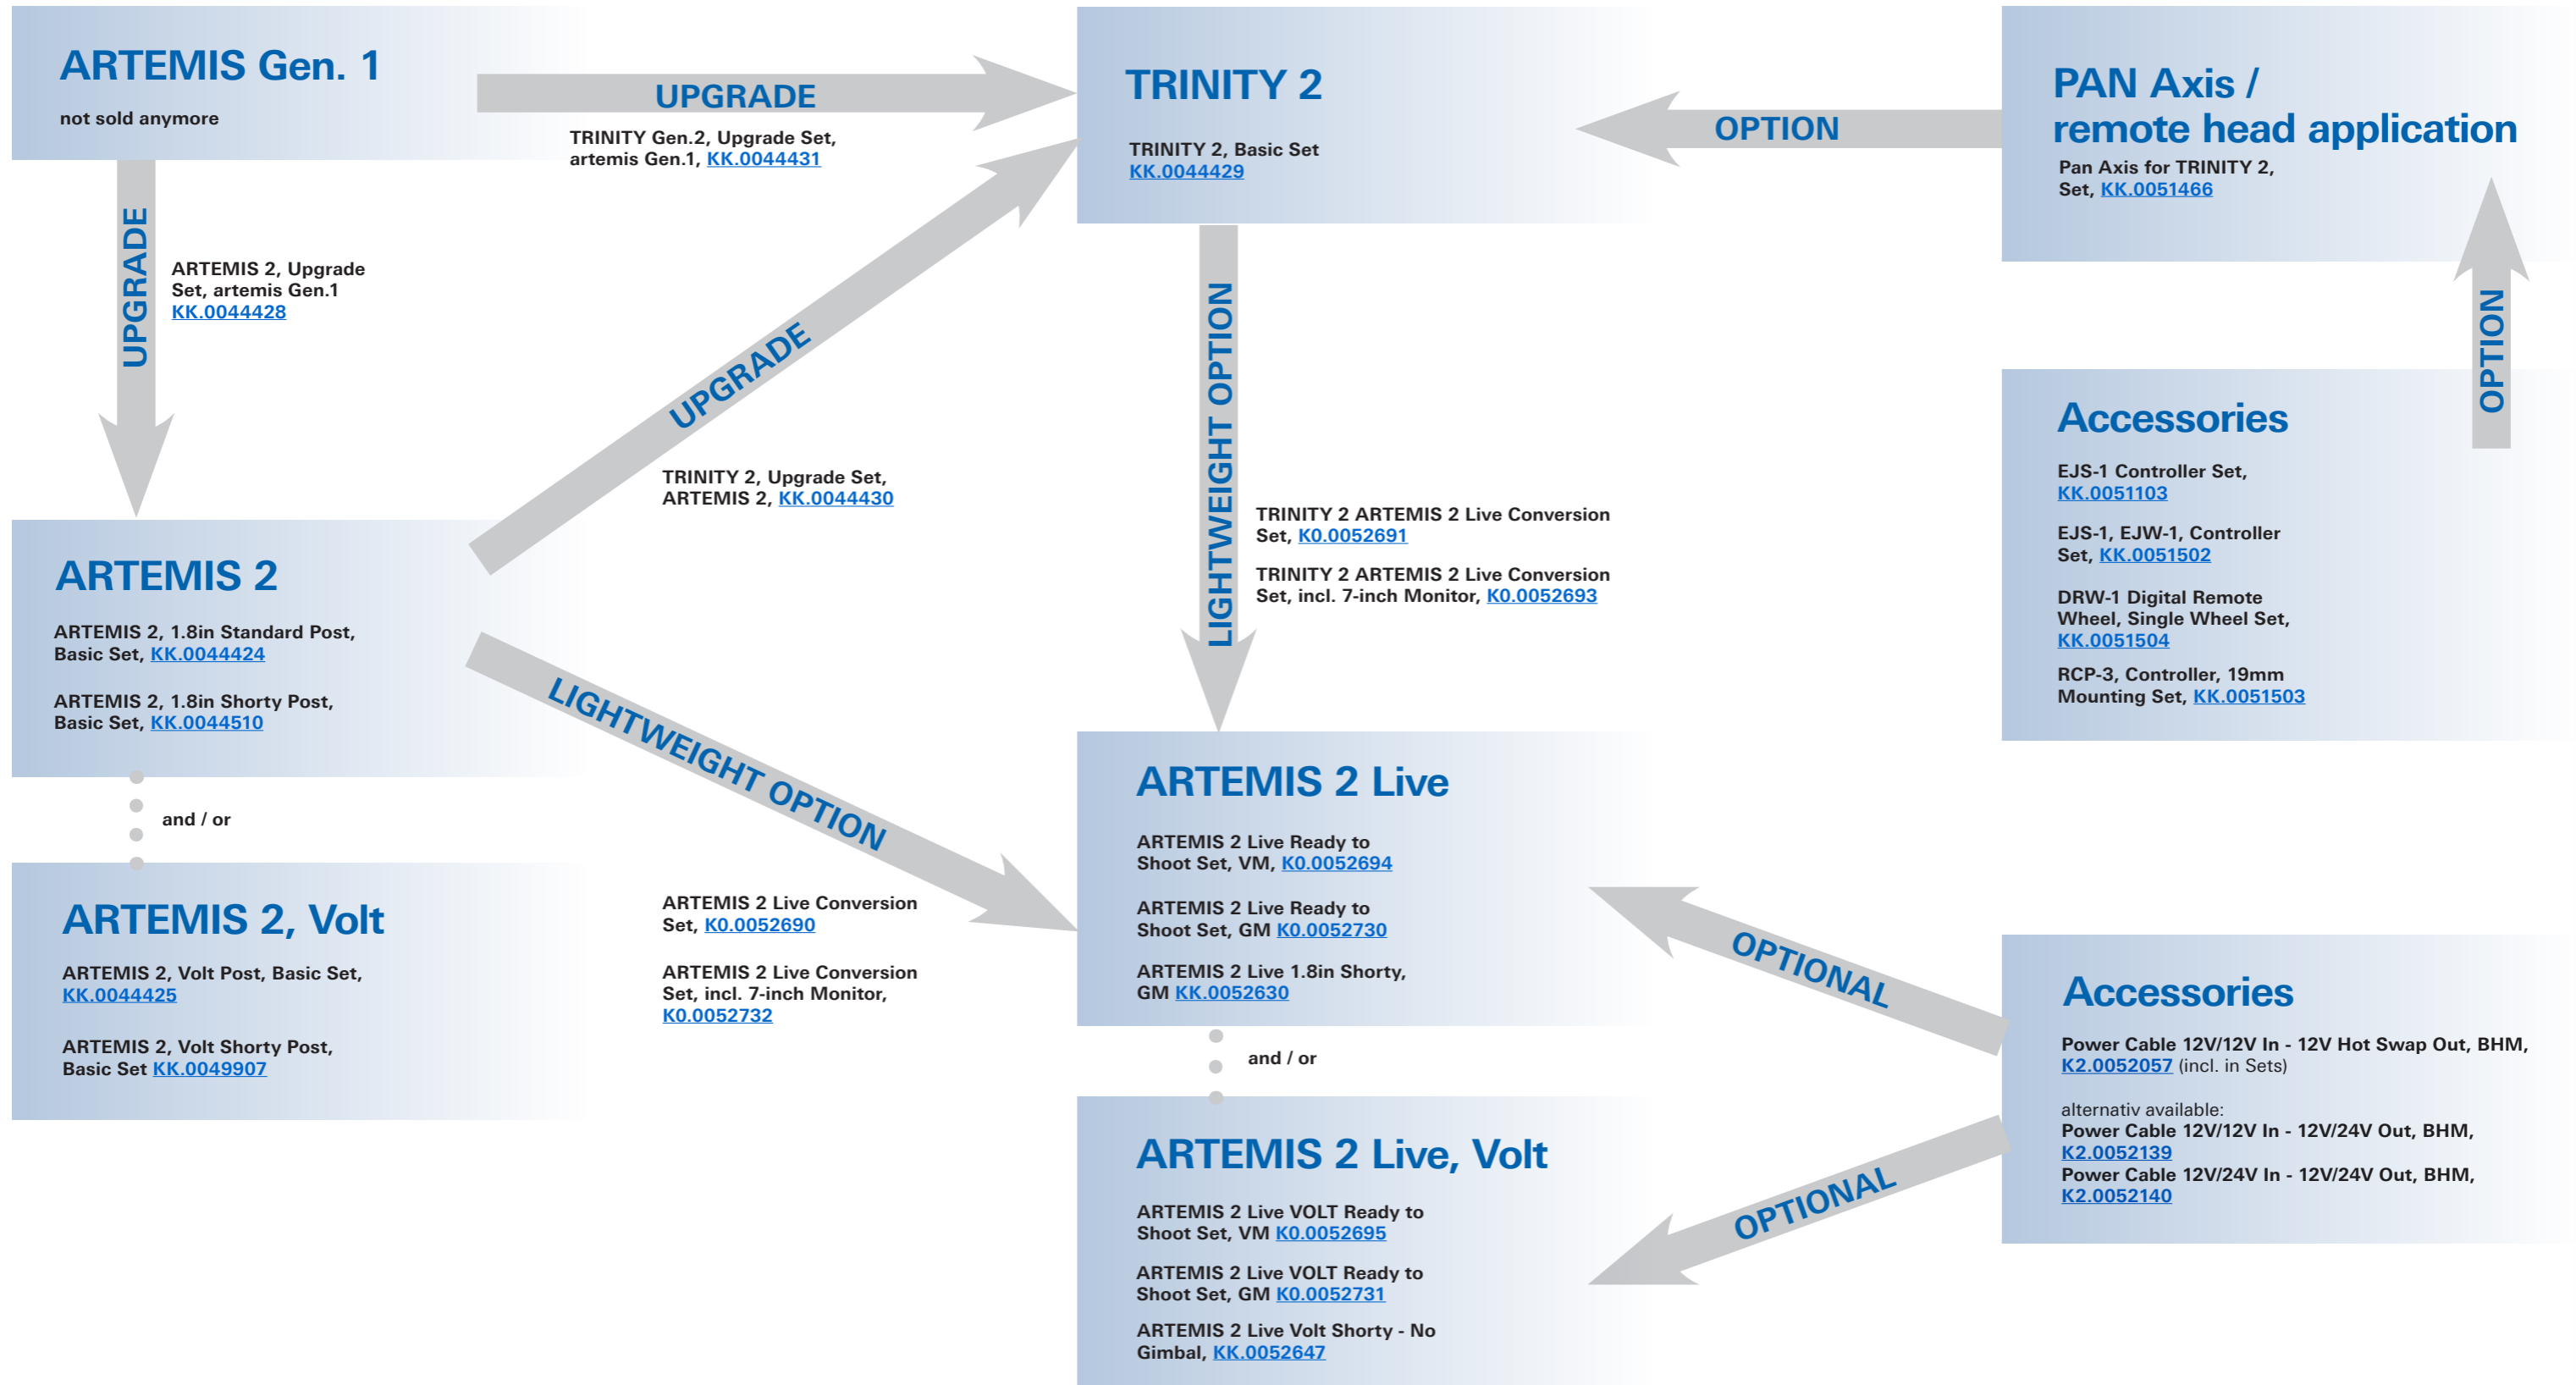 ARTEMIS Gen. 1
not sold anymore
UPGRADE
TRINITY Gen.2, Upgrade Set,
artemis Gen.1, KK.0044431
TRINITY 2
TRINITY 2, Basic Set
KK.0044429
OPTION
PAN Axis /
remote head application
Pan Axis for TRINITY 2,
Set, KK.0051466
UPGRADE
ARTEMIS 2, Upgrade
Set, artemis Gen.1
KK.0044428
UPGRADE
TRINITY 2, Upgrade Set,
ARTEMIS 2, KK.0044430
LIGHTWEIGHT OPTION
TRINITY 2 ARTEMIS 2 Live Conversion
Set, K0.0052691
TRINITY 2 ARTEMIS 2 Live Conversion
Set, incl. 7-inch Monitor, K0.0052693
OPTION
Accessories
EJS-1 Controller Set,
KK.0051103
EJS-1, EJW-1, Controller
Set, KK.0051502
DRW-1 Digital Remote
Wheel, Single Wheel Set,
KK.0051504
RCP-3, Controller, 19mm
Mounting Set, KK.0051503
ARTEMIS 2
ARTEMIS 2, 1.8in Standard Post,
Basic Set, KK.0044424
ARTEMIS 2, 1.8in Shorty Post,
Basic Set, KK.0044510
and / or
LIGHTWEIGHT OPTION
ARTEMIS 2 Live Conversion
Set, K0.0052690
ARTEMIS 2 Live Conversion
Set, incl. 7-inch Monitor,
K0.0052732
ARTEMIS 2, Volt
ARTEMIS 2, Volt Post, Basic Set,
KK.0044425
ARTEMIS 2, Volt Shorty Post,
Basic Set KK.0049907
ARTEMIS 2 Live
ARTEMIS 2 Live Ready to
Shoot Set, VM, K0.0052694
ARTEMIS 2 Live Ready to
Shoot Set, GM K0.0052730
ARTEMIS 2 Live 1.8in Shorty,
GM KK.0052630
and / or
OPTIONAL
ARTEMIS 2 Live, Volt
ARTEMIS 2 Live VOLT Ready to
Shoot Set, VM K0.0052695
ARTEMIS 2 Live VOLT Ready to
Shoot Set, GM K0.0052731
ARTEMIS 2 Live Volt Shorty - No
Gimbal, KK.0052647
OPTIONAL
Accessories
Power Cable 12V/12V In - 12V Hot Swap Out, BHM,
K2.0052057 (incl. in Sets)
alternativ available:
Power Cable 12V/12V In - 12V/24V Out, BHM,
K2.0052139
Power Cable 12V/24V In - 12V/24V Out, BHM,
K2.0052140